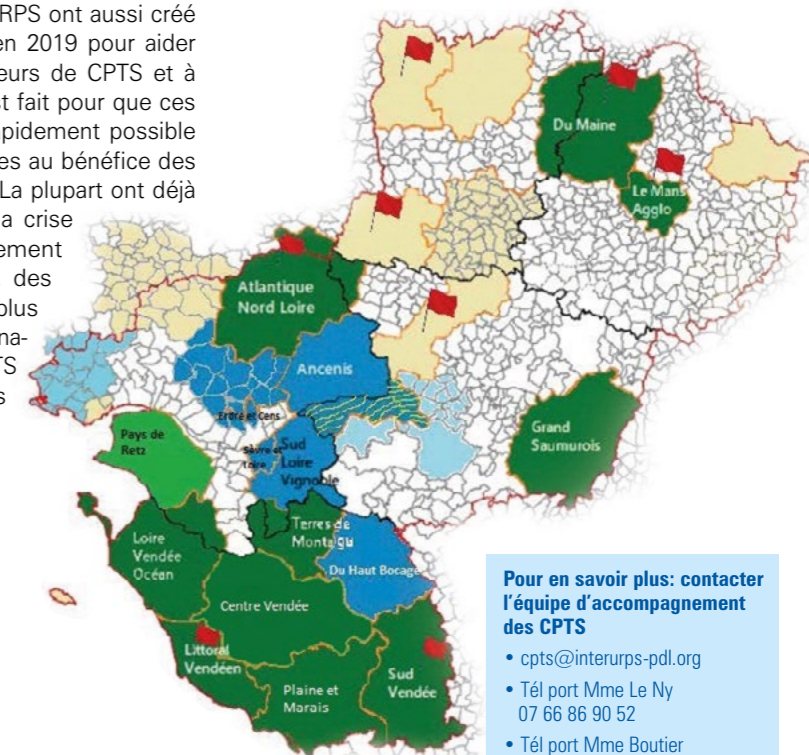 RPS ont aussi créé
en 2019 pour aider
eurs de CPTS et à
st fait pour que ces
apidement possible
es au bénéfice des
La plupart ont déjà
a crise
ement
des
plus
na-
TS
s
Du Maine
Le Mans
Agglo
Atlantique
Nord Loire
Ancenis
Erdre et Cens
Pays de
Retz
Sèvre et
Loire
Sud
Loire
Vignoble
Grand
Saumurois
Loire
Vendée
Océan
Terres de
Montaigu
Du Haut Bocage
Centre Vendée
Littoral
Vendéen
Sud
Vendée
Plaine et
Marais
Pour en savoir plus: contacter
l'équipe d'accompagnement
des CPTS
• cpts@interurps-pdl.org
• Tél port Mme Le Ny
07 66 86 90 52
• Tél port Mme Boutier